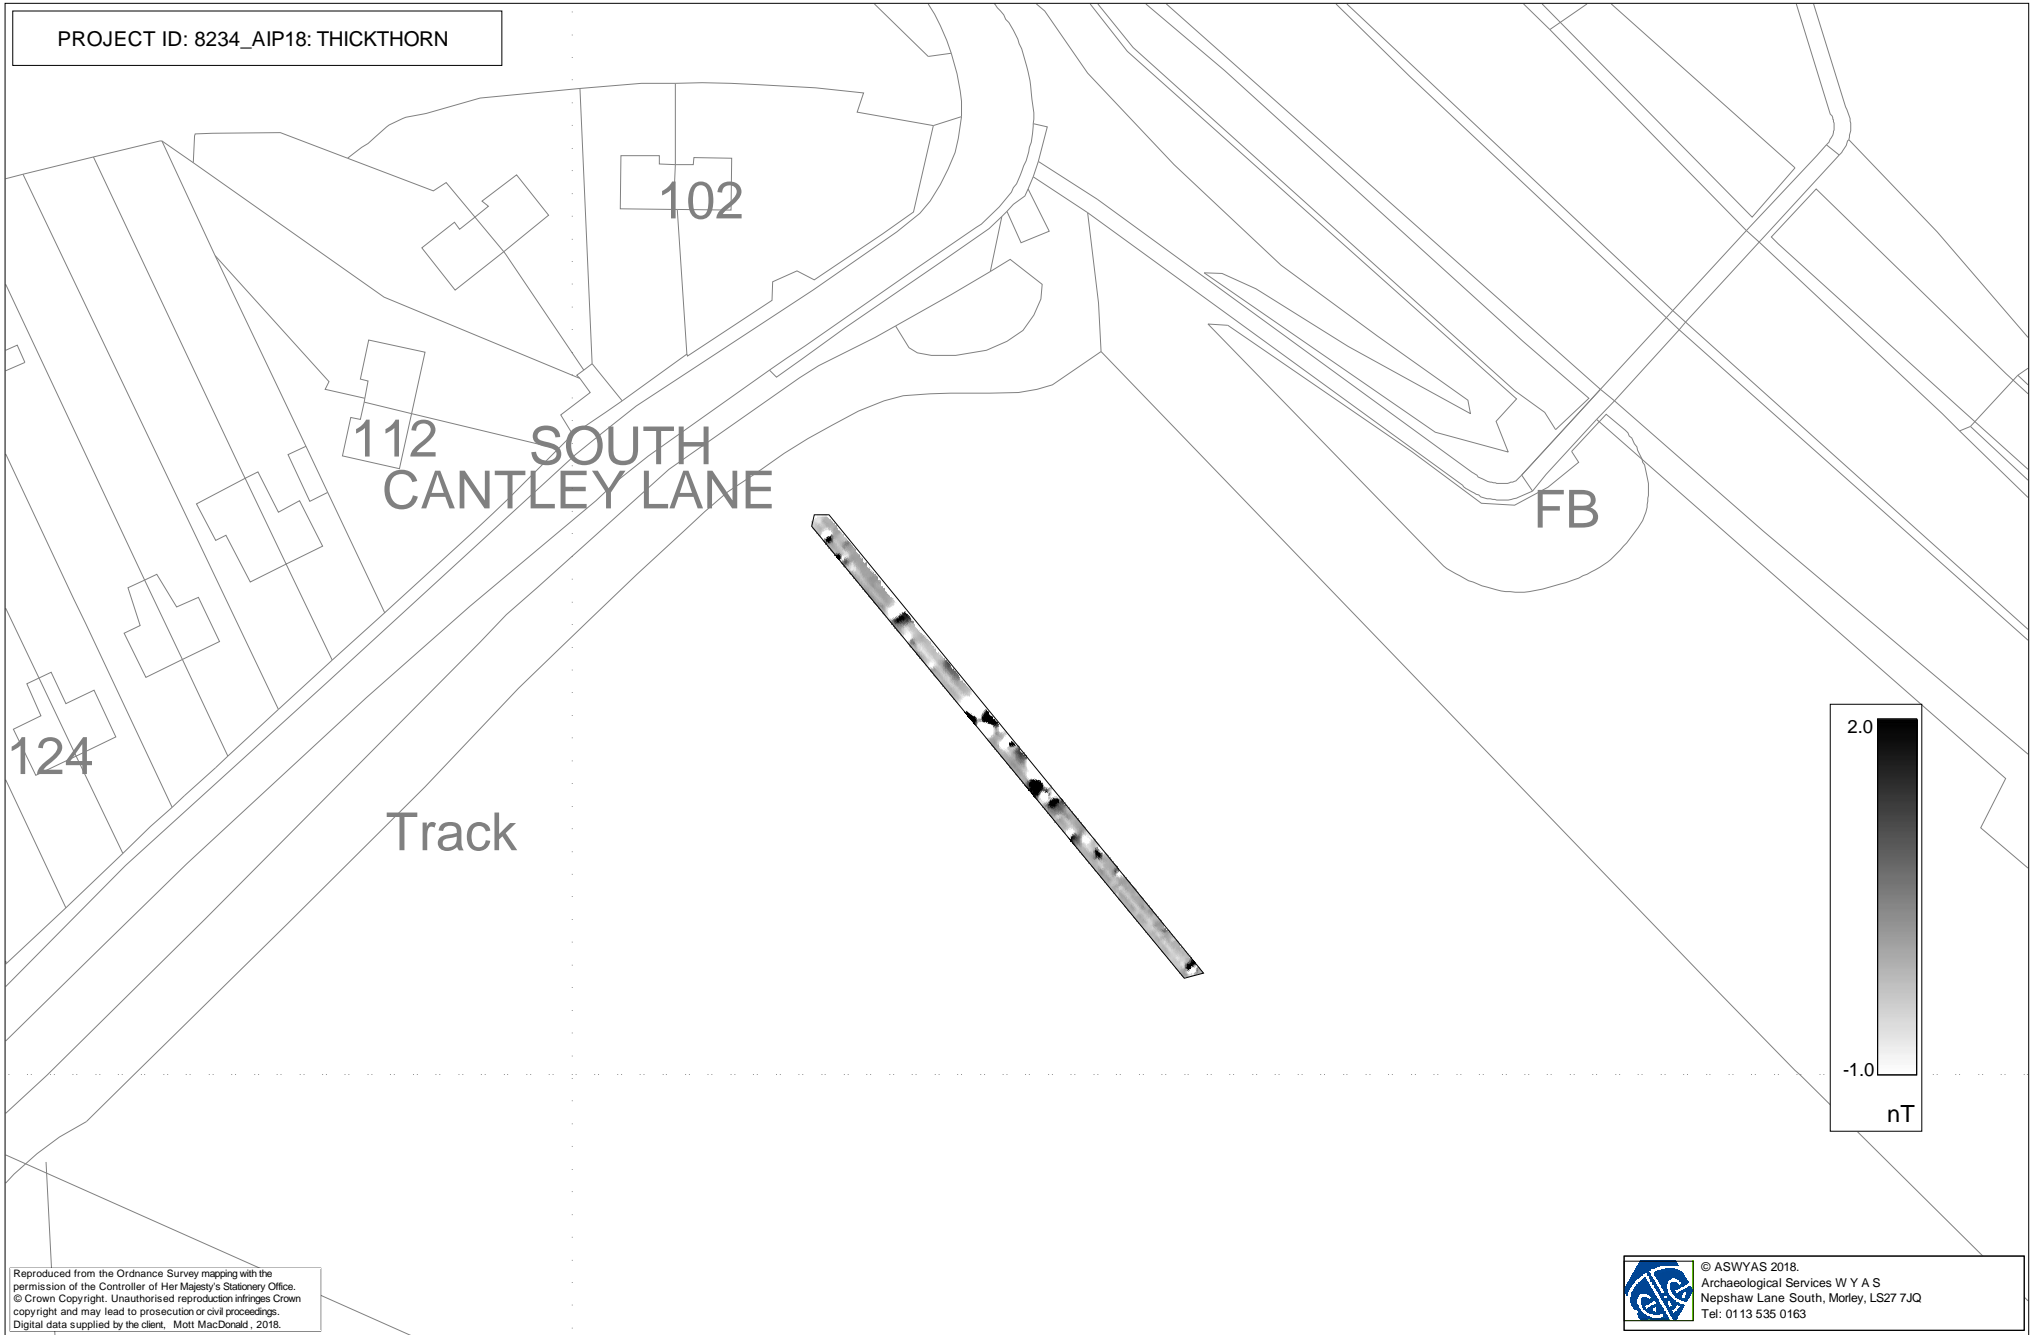 PROJECT ID: 8234_AIP18: THICKTHORN
102
112
SOUTH
CANTLEY LANE
FB
124
Track
2.0
-1.0
nT
Reproduced from the Ordnance Survey mapping with the
permission of the Controller of Her Majesty's Stationery Office.
© Crown Copyright. Unauthorised reproduction infringes Crown
copyright and may lead to prosecution or civil proceedings.
Digital data supplied by the client, Mott MacDonald, 2018.
© ASWYAS 2018.
Archaeological Services W Y A S
Nepshaw Lane South, Morley, LS27 7JQ
Tel: 0113 535 0163